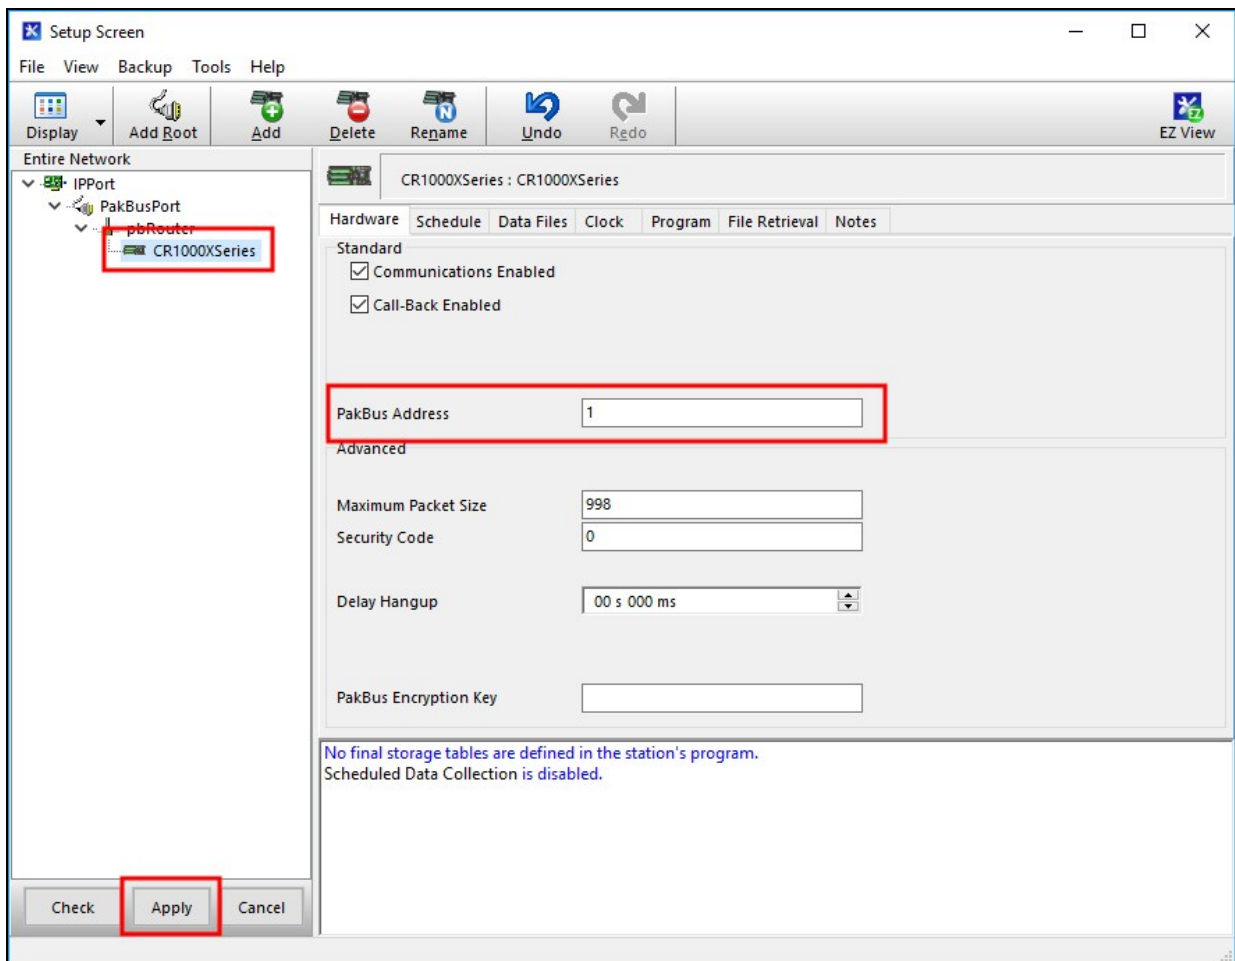 Setup Screen
File View Backup Tools Help
Display Add Root Add Delete Rename Undo Redo EZ View
Entire Network
IPPort
PakBusPort
pbRouter
CR1000XSeries
CR1000XSeries : CR1000XSeries
Hardware Schedule Data Files Clock Program File Retrieval Notes
Standard
Communications Enabled
Call-Back Enabled
PakBus Address 1
Advanced
Maximum Packet Size 998
Security Code 0
Delay Hangup 00 s 000 ms
PakBus Encryption Key
No final storage tables are defined in the station's program.
Scheduled Data Collection is disabled.
Check Apply Cancel